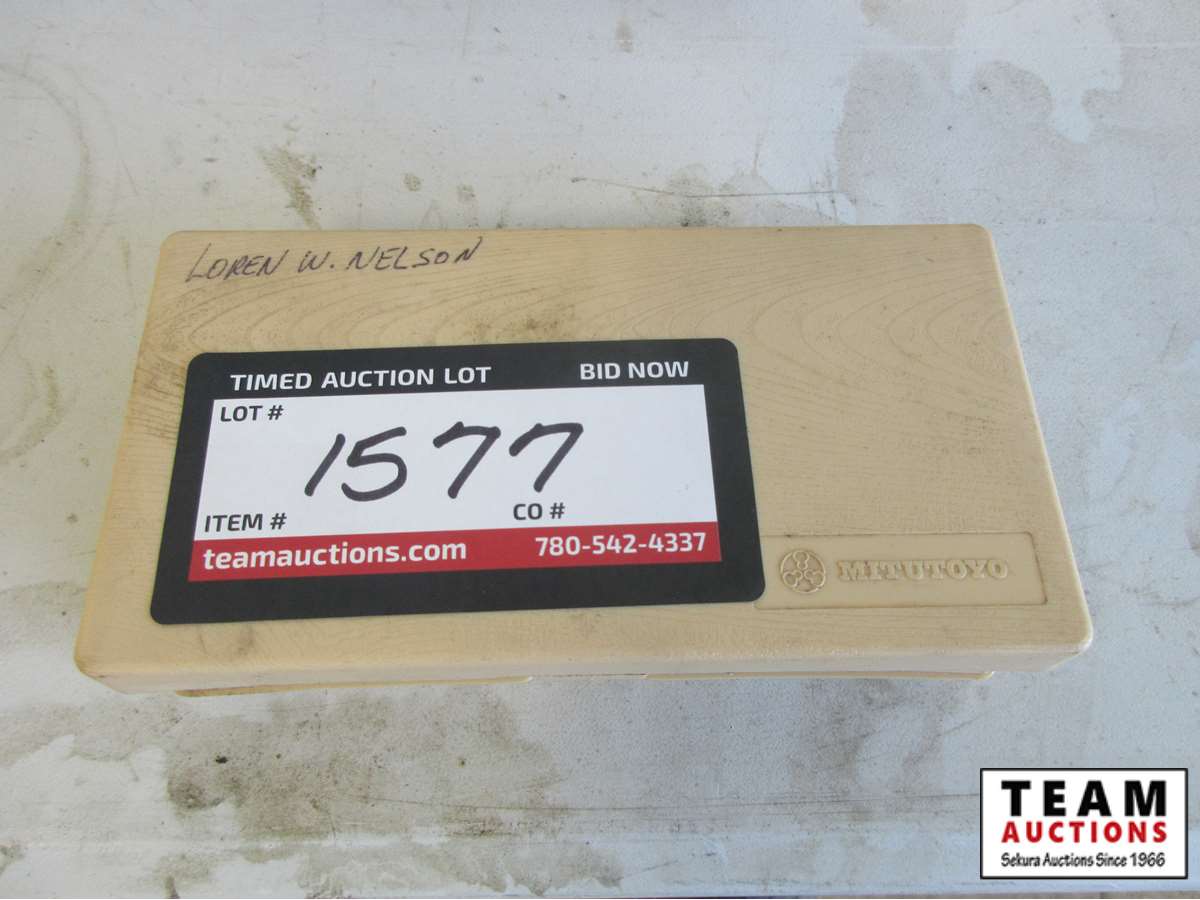 LOREN W. NELSON
TIMED AUCTION LOT BID NOW
LOT #
1577
ITEM # CO #
teamauctions.com 780-542-4337
MITUTOYO
TEAM
AUCTIONS
Sekura Auctions Since 1966